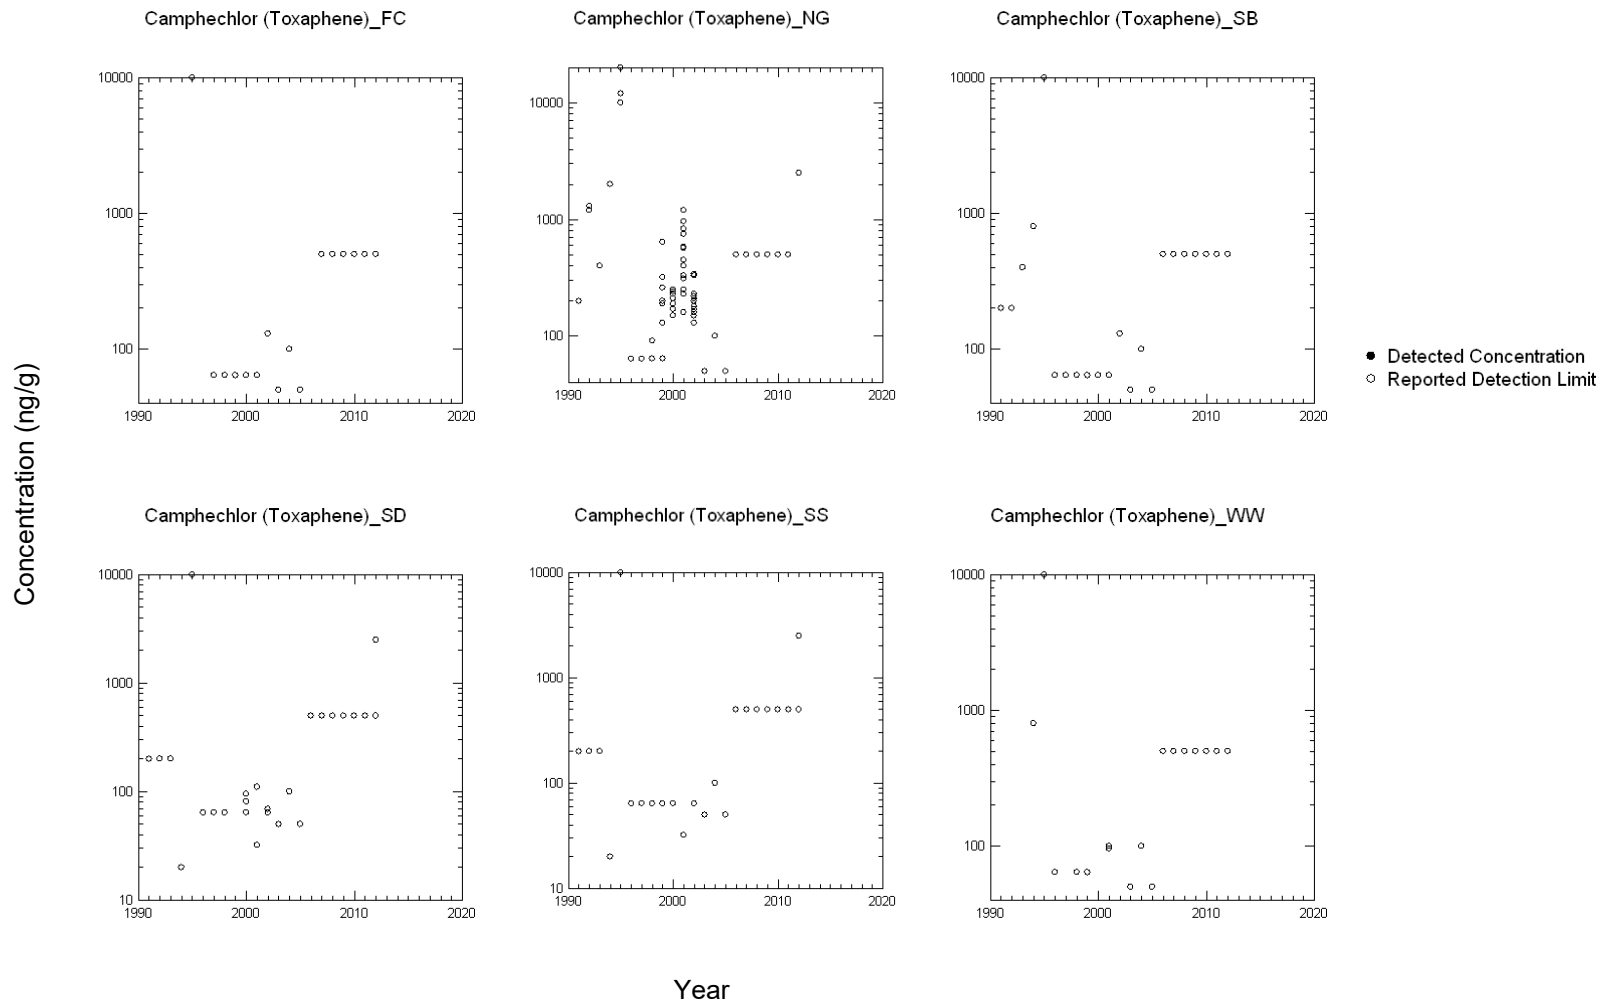 Camphechlor (Toxaphene)_FC
Camphechlor (Toxaphene)_NG
Camphechlor (Toxaphene)_SB
10000
1000
100
1990 2000 2010 2020
10000
1000
100
1990 2000 2010 2020
10000
1000
100
1990 2000 2010 2020
Detected Concentration
Reported Detection Limit
Concentration (ng/g)
Camphechlor (Toxaphene)_SD
Camphechlor (Toxaphene)_SS
Camphechlor (Toxaphene)_WW
10000
1000
100
10
1990 2000 2010 2020
10000
1000
100
10
1990 2000 2010 2020
10000
1000
100
1990 2000 2010 2020
Year